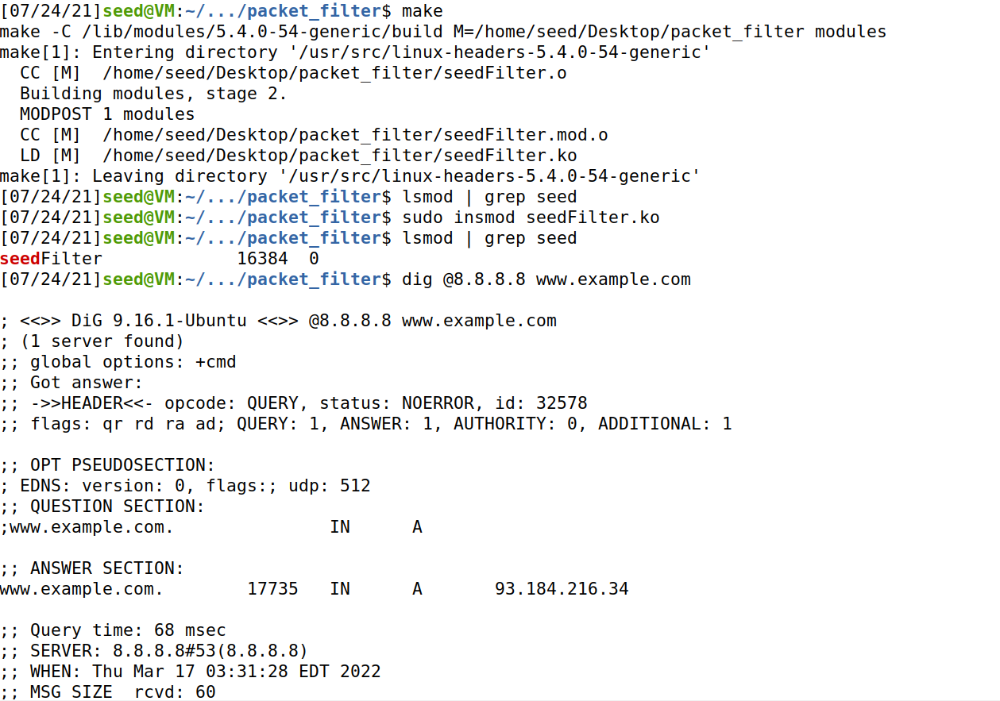 [07/24/21]seed@VM:~/.../packet_filter$ make
make -C /lib/modules/5.4.0-54-generic/build M=/home/seed/Desktop/packet_filter modules
make[1]: Entering directory '/usr/src/linux-headers-5.4.0-54-generic'
  CC [M]  /home/seed/Desktop/packet_filter/seedFilter.o
  Building modules, stage 2.
  MODPOST 1 modules
  CC [M]  /home/seed/Desktop/packet_filter/seedFilter.mod.o
  LD [M]  /home/seed/Desktop/packet_filter/seedFilter.ko
make[1]: Leaving directory '/usr/src/linux-headers-5.4.0-54-generic'
[07/24/21]seed@VM:~/.../packet_filter$ lsmod | grep seed
[07/24/21]seed@VM:~/.../packet_filter$ sudo insmod seedFilter.ko
[07/24/21]seed@VM:~/.../packet_filter$ lsmod | grep seed
seedFilter             16384  0
[07/24/21]seed@VM:~/.../packet_filter$ dig @8.8.8.8 www.example.com

; <<>> DiG 9.16.1-Ubuntu <<>> @8.8.8.8 www.example.com
; (1 server found)
;; global options: +cmd
;; Got answer:
;; ->>HEADER<<- opcode: QUERY, status: NOERROR, id: 32578
;; flags: qr rd ra ad; QUERY: 1, ANSWER: 1, AUTHORITY: 0, ADDITIONAL: 1

;; OPT PSEUDOSECTION:
; EDNS: version: 0, flags:; udp: 512
;; QUESTION SECTION:
;www.example.com.               IN      A

;; ANSWER SECTION:
www.example.com.        17735   IN      A       93.184.216.34

;; Query time: 68 msec
;; SERVER: 8.8.8.8#53(8.8.8.8)
;; WHEN: Thu Mar 17 03:31:28 EDT 2022
;; MSG SIZE  rcvd: 60